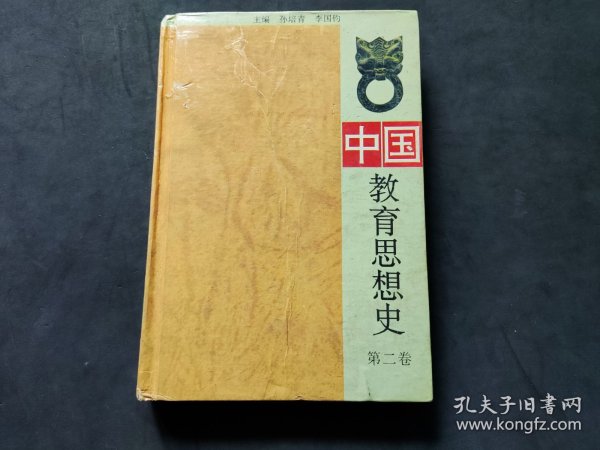 主编 孙培青 李国钧
中国
教育思想史
第二卷
孔夫子旧书网
www.kongfz.com